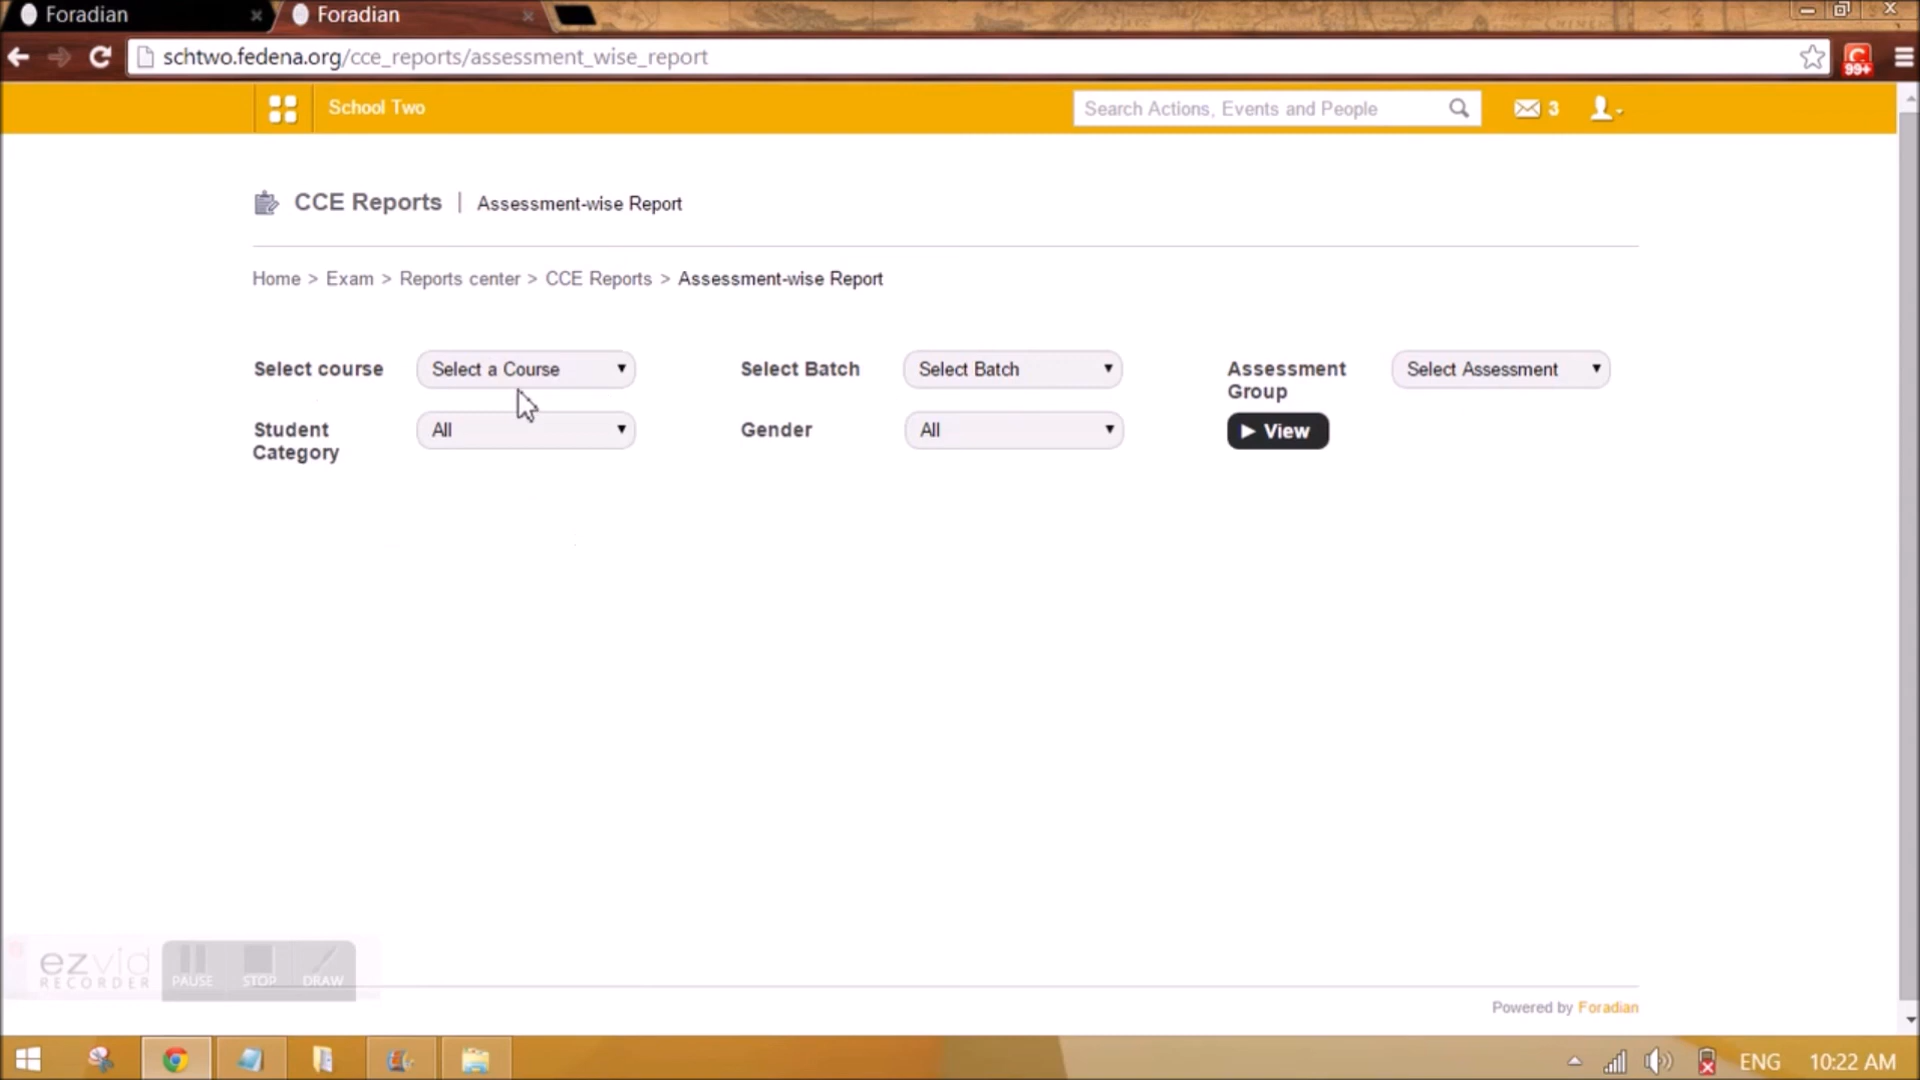 Foradian
Foradian
schtwo.fedena.org/cce_reports/assessment_wise_report
99+
School Two
Search Actions, Events and People
3
CCE Reports | Assessment-wise Report
Home > Exam > Reports center > CCE Reports > Assessment-wise Report
Select course
Select a Course
Select Batch
Select Batch
Assessment
Group
Select Assessment
Student
Category
All
Gender
All
View
ezvid
RECORDER
PAUSE
STOP
DRAW
Powered by Foradian
ENG
10:22 AM